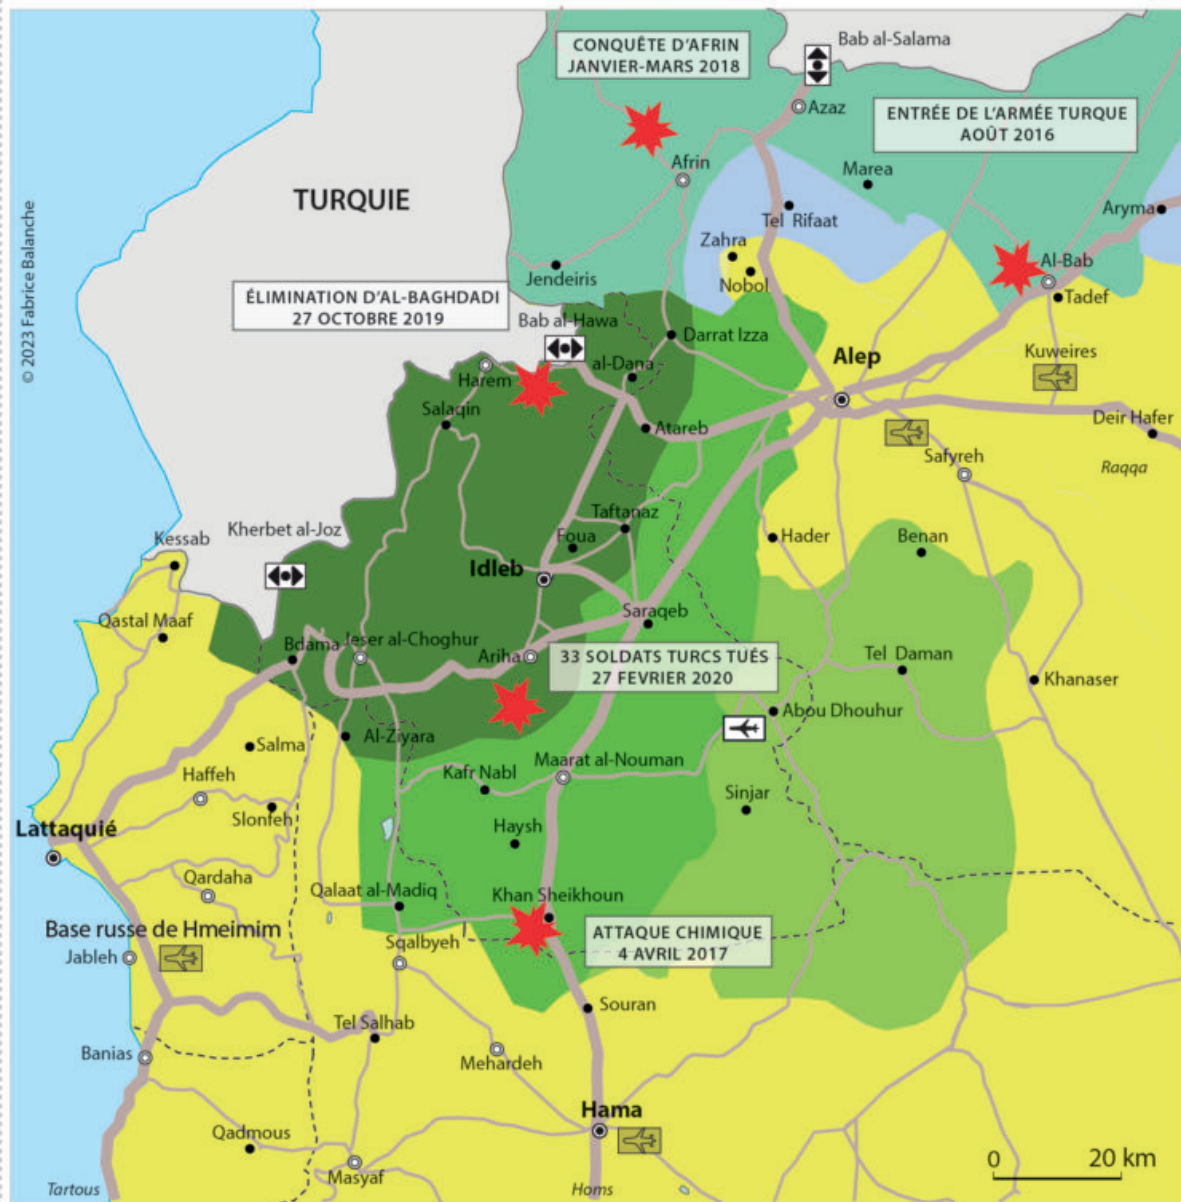 CONQUÊTE D'AFRIN
JANVIER-MARS 2018
Bab al-Salama
Azaz
ENTRÉE DE L'ARMÉE TURQUE
AOÛT 2016
Afrin
Marea
TURQUIE
Tel Rifaat
Aryma
Zahra
Nobol
Al-Bab
Tadef
Jendeiris
© 2023 Fabrice Balanche
ÉLIMINATION D'AL-BAGHDADI
27 OCTOBRE 2019
Bab al-Hawa
Darrat Izza
Alep
Kuweires
al-Dana
Harem
Salaqin
Atareb
Deir Hafer
Safyreh
Raqqa
Taftanaz
Kherbet al-Joz
Kessab
Foua
Hader
Benan
Idleb
Qastal Maaf
Saraqeb
Bdama
Jeser al-Choghur
Ariha
33 SOLDATS TURCS TUÉS
27 FEVRIER 2020
Tel Daman
Khanaser
Abou Dhouhur
Salma
Al-Ziyara
Maarat al-Nouman
Kafr Nabl
Haffeh
Sinjar
Slonfeh
Lattaquié
Haysh
Qardaha
Qalaat al-Madiq
Khan Sheikhoun
Base russe de Hmeimim
Jableh
Sqalbyeh
ATTAQUE CHIMIQUE
4 AVRIL 2017
Souran
Tel Salhab
Banias
Mehardeh
Hama
Qadmous
Masyaf
0 20 km
Tartous
Homs